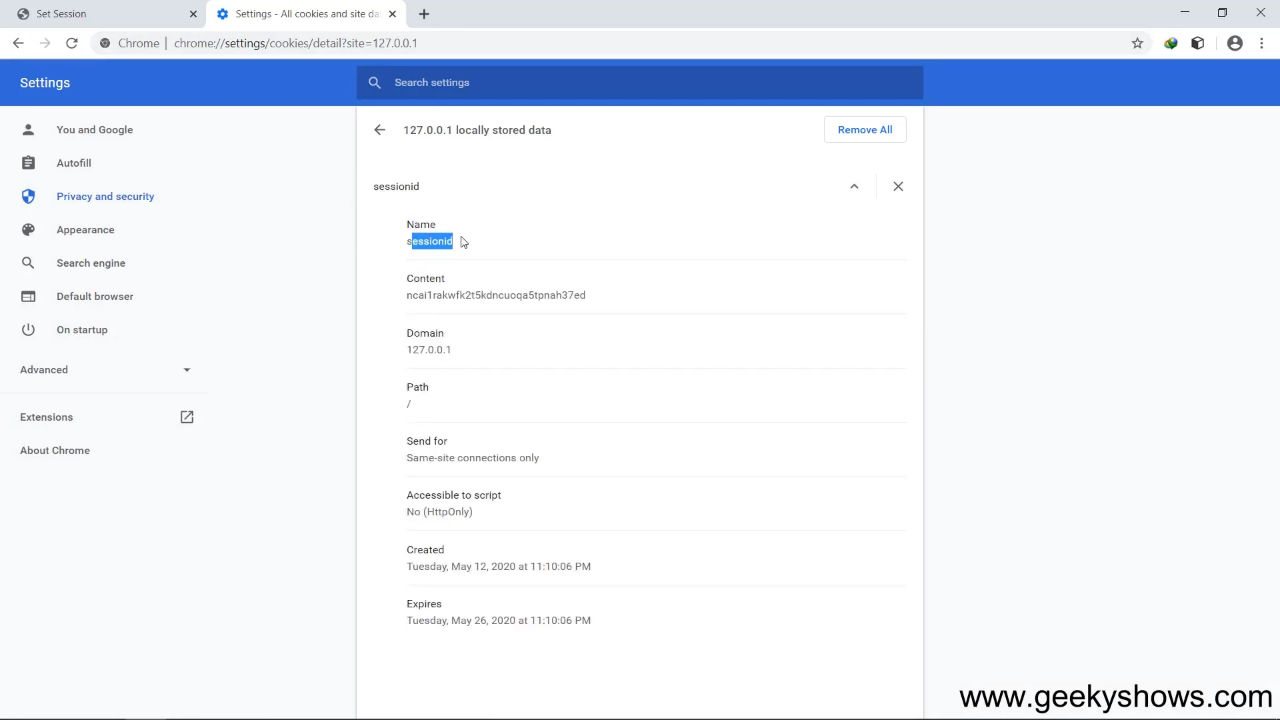 Set Session
Settings - All cookies and site da
Chrome | chrome://settings/cookies/detail?site=127.0.0.1
Settings
Search settings
You and Google
Autofill
Privacy and security
Appearance
Search engine
Default browser
On startup
Advanced
Extensions
About Chrome
127.0.0.1 locally stored data
Remove All
sessionid
Name
sessionid
Content
ncai1rakwfk2t5kdncuoqa5tpnah37ed
Domain
127.0.0.1
Path
/
Send for
Same-site connections only
Accessible to script
No (HttpOnly)
Created
Tuesday, May 12, 2020 at 11:10:06 PM
Expires
Tuesday, May 26, 2020 at 11:10:06 PM
www.geekyshows.com